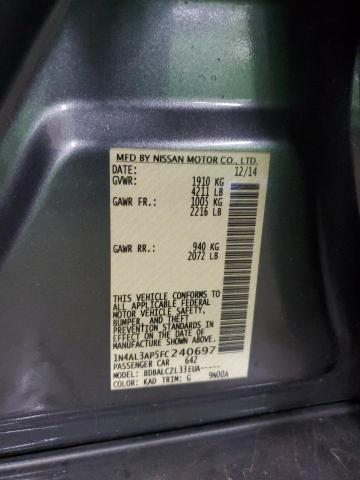 MFD BY NISSAN MOTOR CO., LTD.
DATE: 12/14
GVWR: 1910 KG
4211 LB
GAWR FR.: 1005 KG
2216 LB
GAWR RR.: 940 KG
2072 LB
THIS VEHICLE CONFORMS TO ALL APPLICABLE
FEDERAL MOTOR VEHICLE SAFETY,
BUMPER, AND THEFT PREVENTION
STANDARDS IN EFFECT ON THE DATE
OF MANUFACTURE SHOWN ABOVE.
1N4AL3AP5FC240697
PASSENGER CAR 642
MODEL: BDBALCZL33EUA-----
COLOR: KAD TRIM: G 9N00A